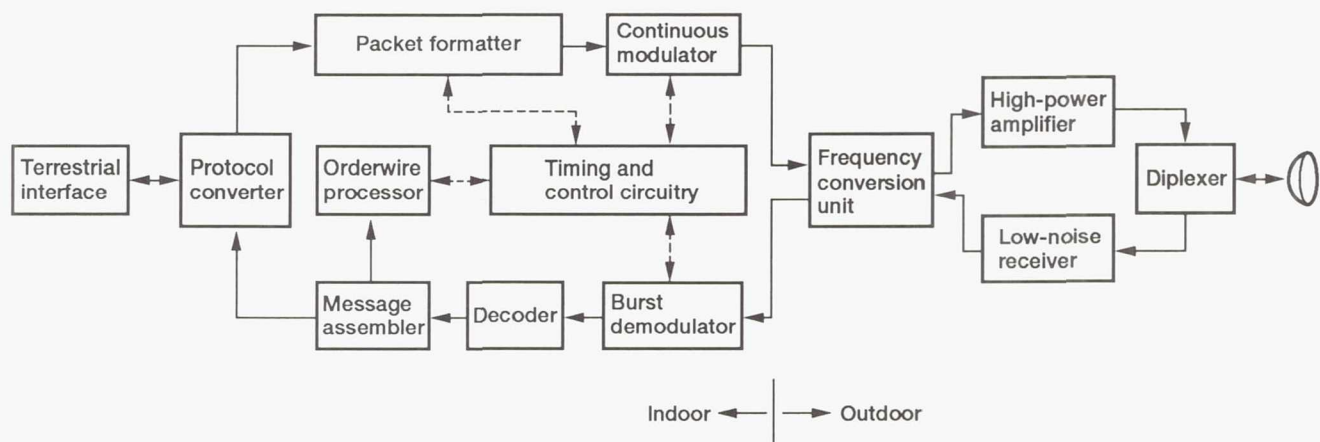 Packet formatter
Continuous
modulator
High-power
amplifier
Terrestrial
interface
Protocol
converter
Orderwire
processor
Timing and
control circuitry
Frequency
conversion
unit
Diplexer
Low-noise
receiver
Message
assembler
Decoder
Burst
demodulator
Indoor
Outdoor